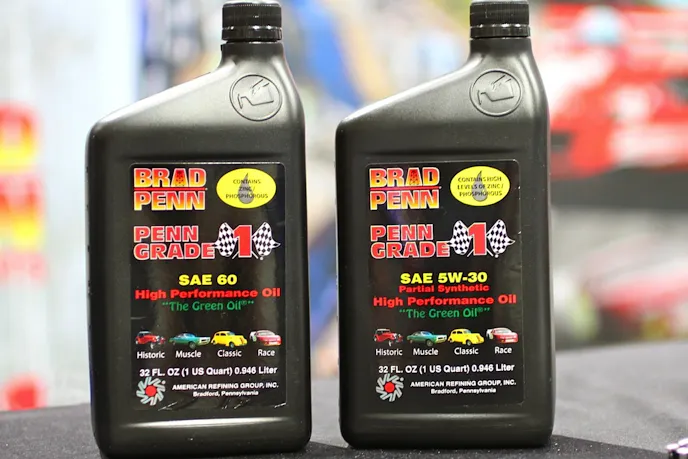 BRAD
PENN
CONTAINS
ZINC/
PHOSPHOROUS
PENN
GRADE 1
SAE 60
High Performance Oil
"The Green Oil®"
Historic Muscle Classic Race
32 FL. OZ (1 US Quart) 0.946 Liter
AMERICAN REFINING GROUP, INC.
Bradford, Pennsylvania
BRAD
PENN
CONTAINS HIGH
LEVELS OF ZINC/
PHOSPHOROUS
PENN
GRADE 1
SAE 5W-30
Partial Synthetic
High Performance Oil
"The Green Oil®"
Historic Muscle Classic Race
32 FL. OZ (1 US Quart) 0.946 Liter
AMERICAN REFINING GROUP, INC.
Bradford, Pennsylvania